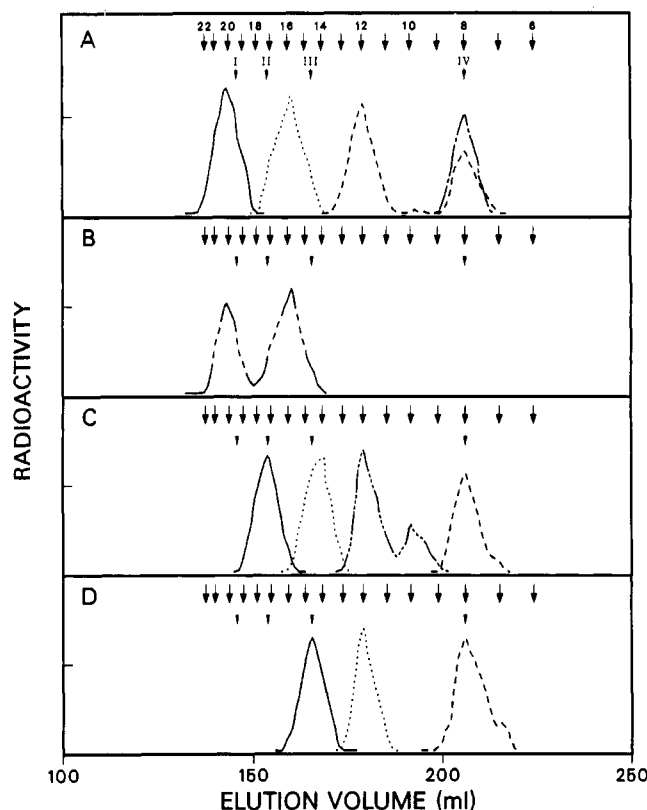 A
22 20 18 16 14 12 10 8 6
I II III IV
B
C
D
RADIOACTIVITY
100 150 200 250
ELUTION VOLUME (ml)